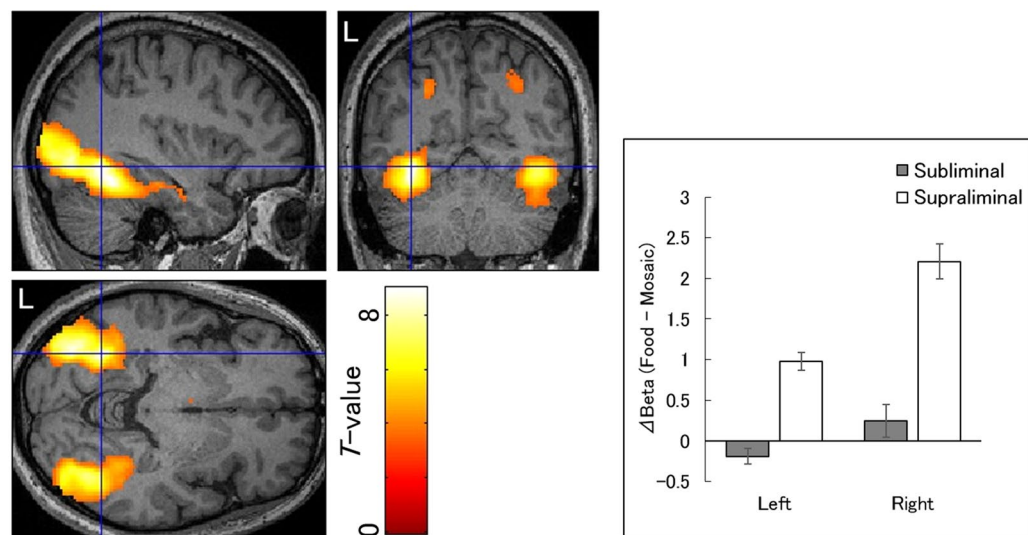 L
L
8
T-value
0
Subliminal
Supraliminal
ΔBeta (Food - Mosaic)
3
2.5
2
1.5
1
0.5
0
-0.5
Left
Right